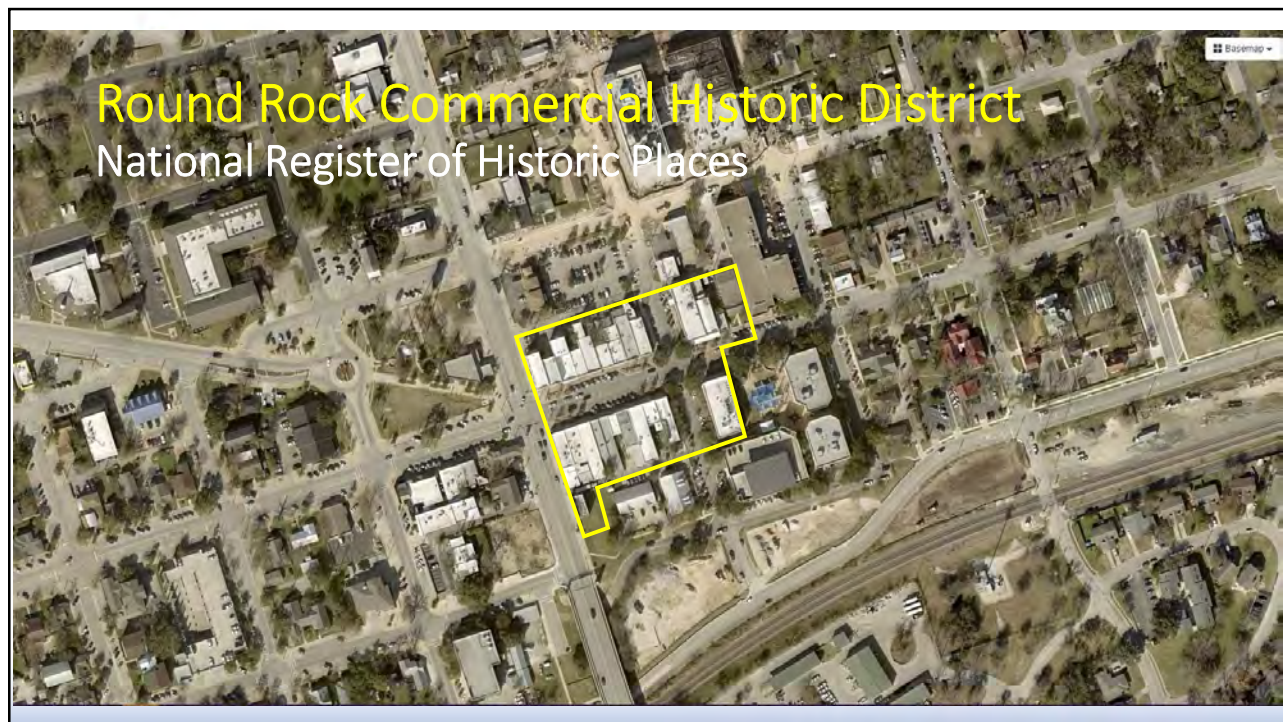 Round Rock Commercial Historic District
National Register of Historic Places
Basemap